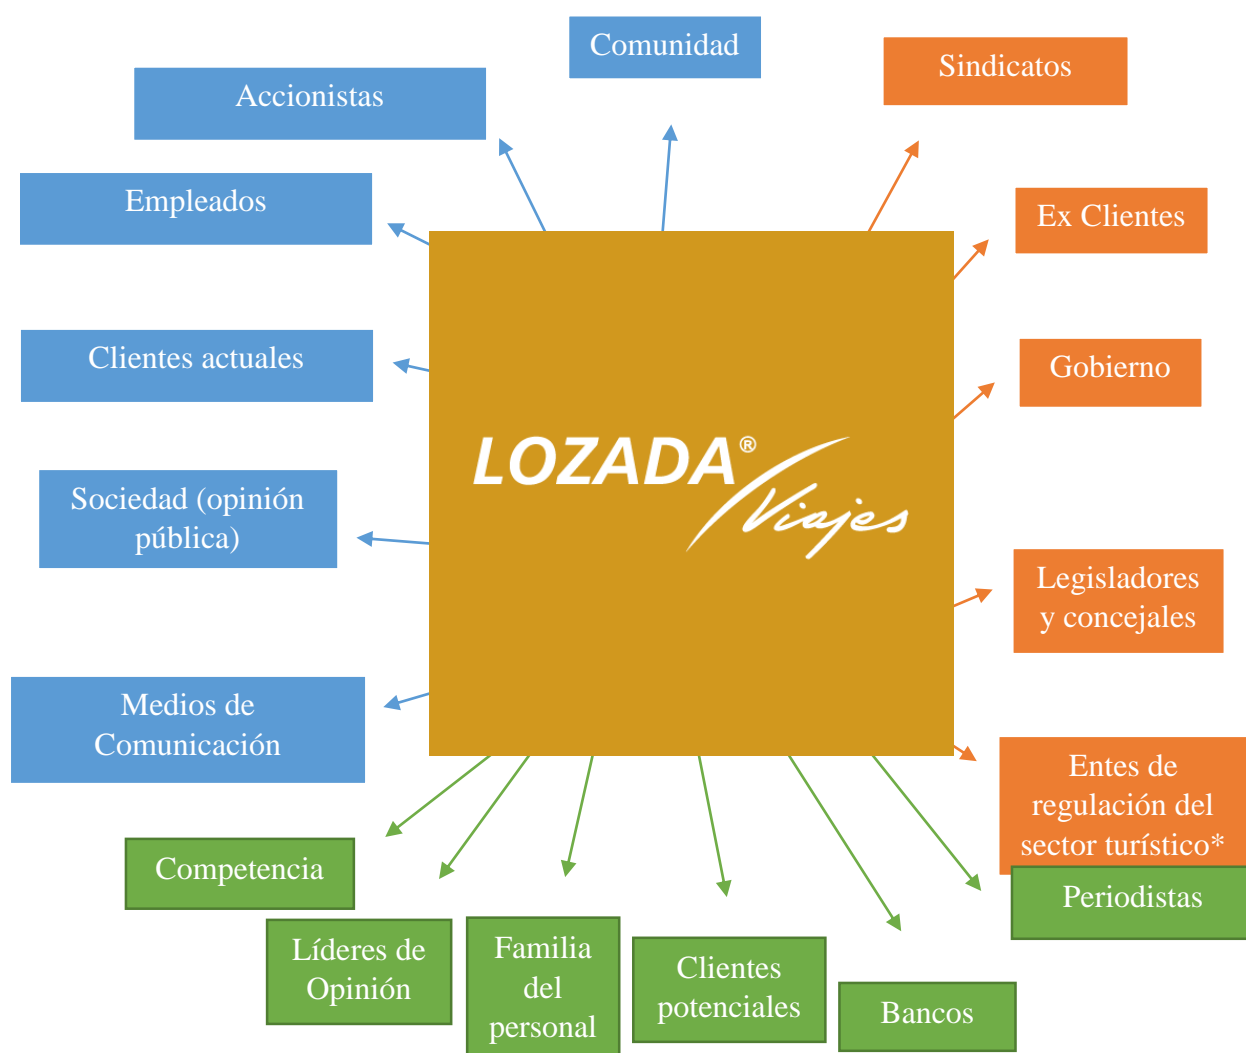 Comunidad
Sindicatos
Accionistas
Empleados
Ex Clientes
Clientes actuales
Gobierno
LOZADA®
Viajes
Sociedad (opinión
pública)
Legisladores
y concejales
Medios de
Comunicación
Entes de
regulación del
sector turístico*
Competencia
Periodistas
Líderes de
Opinión
Familia
del
personal
Clientes
potenciales
Bancos